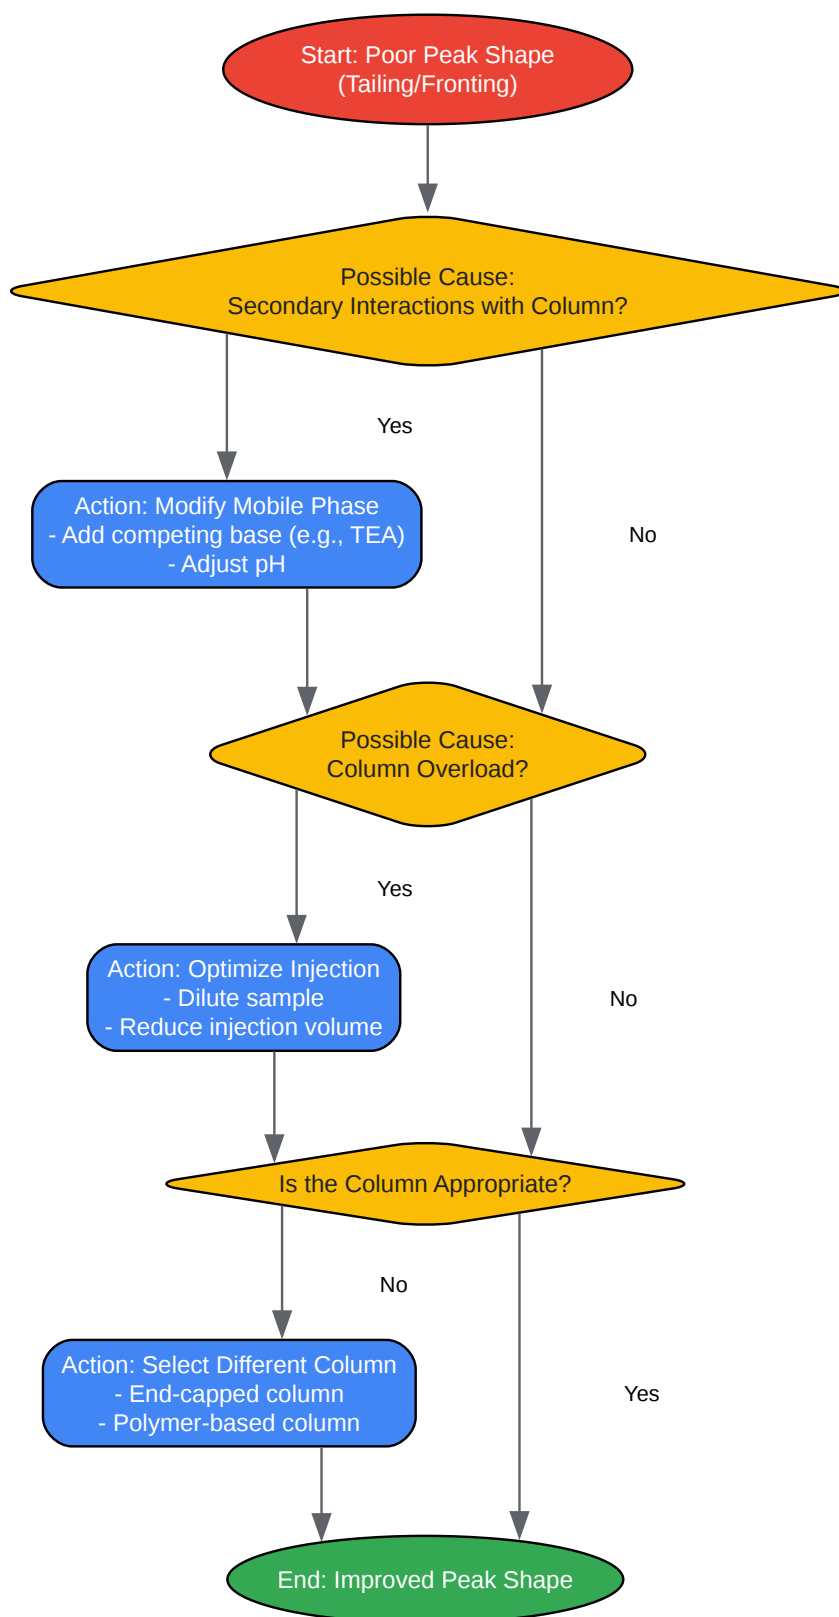 Start: Poor Peak Shape
(Tailing/Fronting)
Possible Cause:
Secondary Interactions with Column?
Yes
Action: Modify Mobile Phase
- Add competing base (e.g., TEA)
- Adjust pH
No
Possible Cause:
Column Overload?
Yes
Action: Optimize Injection
- Dilute sample
- Reduce injection volume
No
Is the Column Appropriate?
No
Action: Select Different Column
- End-capped column
- Polymer-based column
Yes
End: Improved Peak Shape